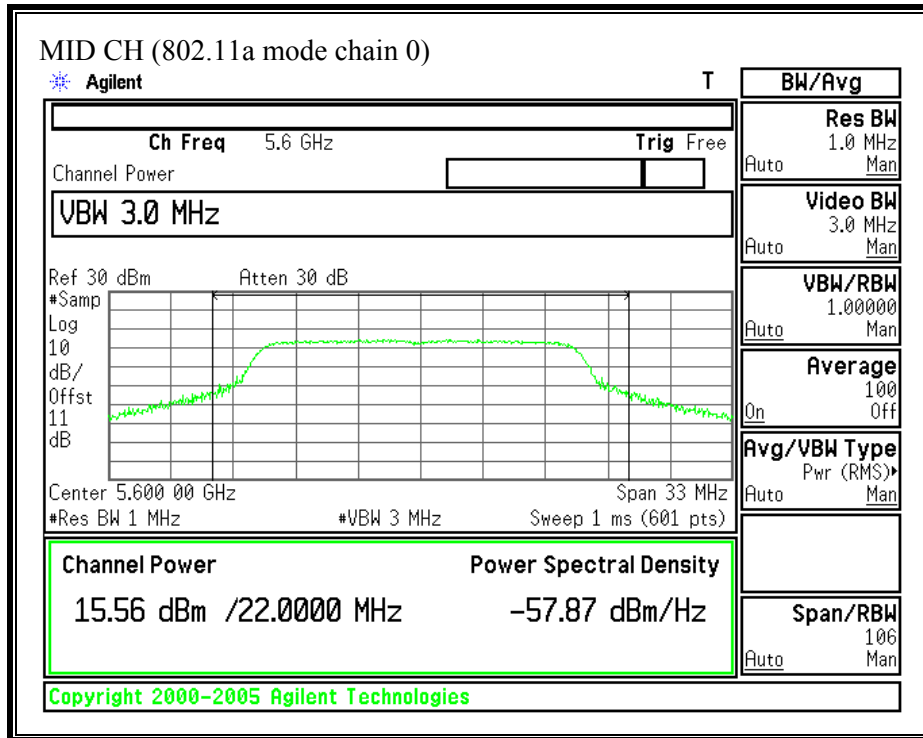 MID CH (802.11a mode chain 0)
Agilent T
Ch Freq 5.6 GHz Trig Free
Channel Power
VBW 3.0 MHz
Ref 30 dBm Atten 30 dB
#Samp
Log
10
dB/
Offst
11
dB
Center 5.600 00 GHz Span 33 MHz
#Res BW 1 MHz #VBW 3 MHz Sweep 1 ms (601 pts)
Channel Power Power Spectral Density
15.56 dBm /22.0000 MHz -57.87 dBm/Hz
Copyright 2000-2005 Agilent Technologies
BW/Avg
Res BW
1.0 MHz
Auto Man
Video BW
3.0 MHz
Auto Man
VBW/RBW
1.00000
Auto Man
Average
100
On Off
Avg/VBW Type
Pwr (RMS)▸
Auto Man
Span/RBW
106
Auto Man